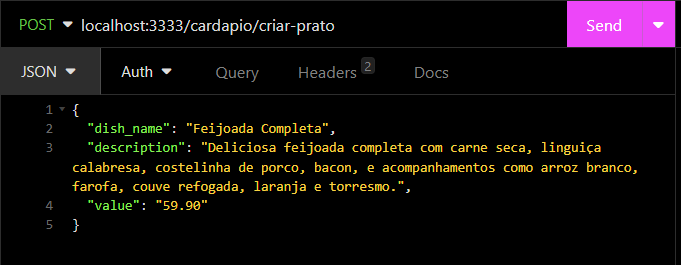 POST localhost:3333/cardapio/criar-prato Send
JSON Auth Query Headers 2 Docs
1 {
2 "dish_name": "Feijoada Completa",
3 "description": "Deliciosa feijoada completa com carne seca, linguiça
calabresa, costelinha de porco, bacon, e acompanhamentos como arroz branco,
farofa, couve refogada, laranja e torresmo.",
4 "value": "59.90"
5 }